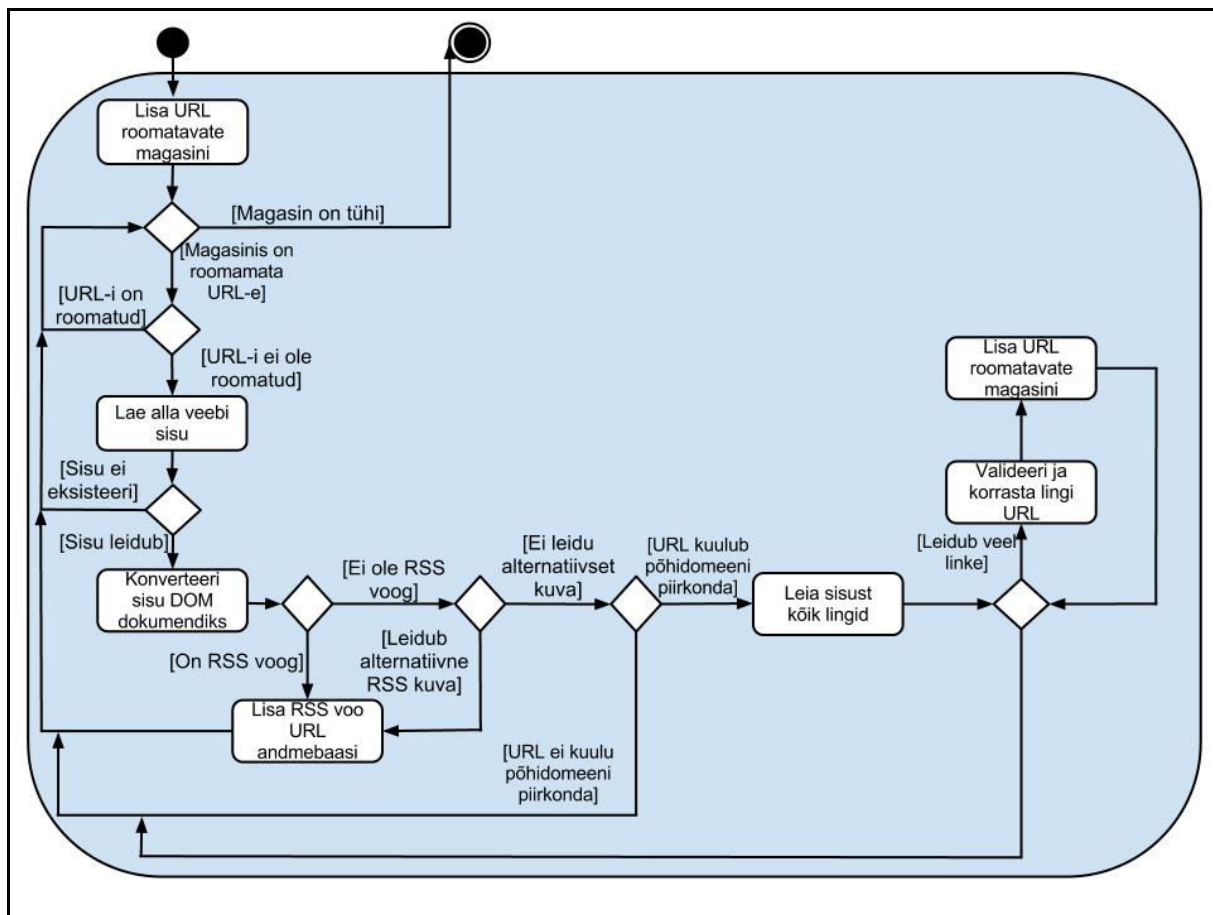 Lisa URL
roomatavate
magasini
[Magasin on tühi]
[Magasinis on
roomamata
URL-e]
[URL-i on
roomatud]
[URL-i ei ole
roomatud]
Lae alla veebi
sisu
[Sisu ei
eksisteeri]
[Sisu leidub]
Konverteeri
sisu DOM
dokumendiks
[Ei ole RSS
voog]
[On RSS voog]
[Leidub
alternatiivne
RSS kuva]
Lisa RSS voo
URL
andmebaasi
[Ei leidu
alternatiivset
kuva]
[URL kuulub
põhidomeeni
piirkonda]
[URL ei kuulu
põhidomeeni
piirkonda]
Leia sisust
kõik lingid
[Leidub veel
linke]
Valideeri ja
korrasta lingi
URL
Lisa URL
roomatavate
magasini